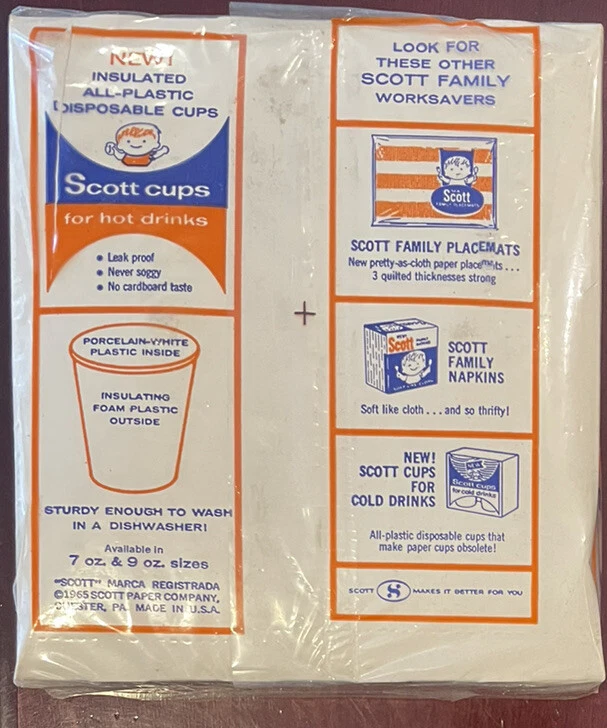 NEW!
INSULATED
ALL-PLASTIC
DISPOSABLE CUPS
Scott cups
for hot drinks
• Leak proof
• Never soggy
• No cardboard taste
PORCELAIN-WHITE
PLASTIC INSIDE
INSULATING
FOAM PLASTIC
OUTSIDE
STURDY ENOUGH TO WASH
IN A DISHWASHER!
Available in
7 oz. & 9 oz. sizes
"SCOTT" MARCA REGISTRADA
©1965 SCOTT PAPER COMPANY,
CHESTER, PA. MADE IN U.S.A.
LOOK FOR
THESE OTHER
SCOTT FAMILY
WORKSAVERS
Scott
FAMILY PLACEMATS
SCOTT FAMILY PLACEMATS
New pretty-as-cloth paper placemats...
3 quilted thicknesses strong
Scott
SCOTT
FAMILY
NAPKINS
Soft like cloth...and so thrifty!
NEW!
SCOTT CUPS
FOR
COLD DRINKS
NEW
Scott cups
for cold drinks
All-plastic disposable cups that
make paper cups obsolete!
SCOTT S MAKES IT BETTER FOR YOU